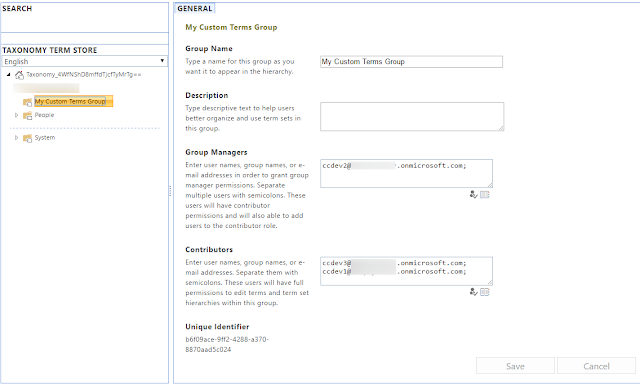 SEARCH
TAXONOMY TERM STORE
English
Taxonomy_4WfNShD8mffdTjcfTyMrTg==
My Custom Terms Group
People
System
GENERAL
My Custom Terms Group
Group Name
Type a name for this group as you
want it to appear in the hierarchy.
My Custom Terms Group
Description
Type descriptive text to help users
better organize and use term sets in
this group.
Group Managers
Enter user names, group names, or e-
mail addresses in order to grant group
manager permissions. Separate
multiple users with semicolons. These
users will have contributor
permissions and will also able to add
users to the contributor role.
ccdev2@ .onmicrosoft.com;
Contributors
Enter user names, group names, or e-
mail addresses. Separate them with
semicolons. These users will have full
permissions to edit terms and term set
hierarchies within this group.
ccdev3@ .onmicrosoft.com;
ccdev1@ .onmicrosoft.com;
Unique Identifier
b6f09ace-9ff2-4288-a370-
8870aad5c024
Save
Cancel